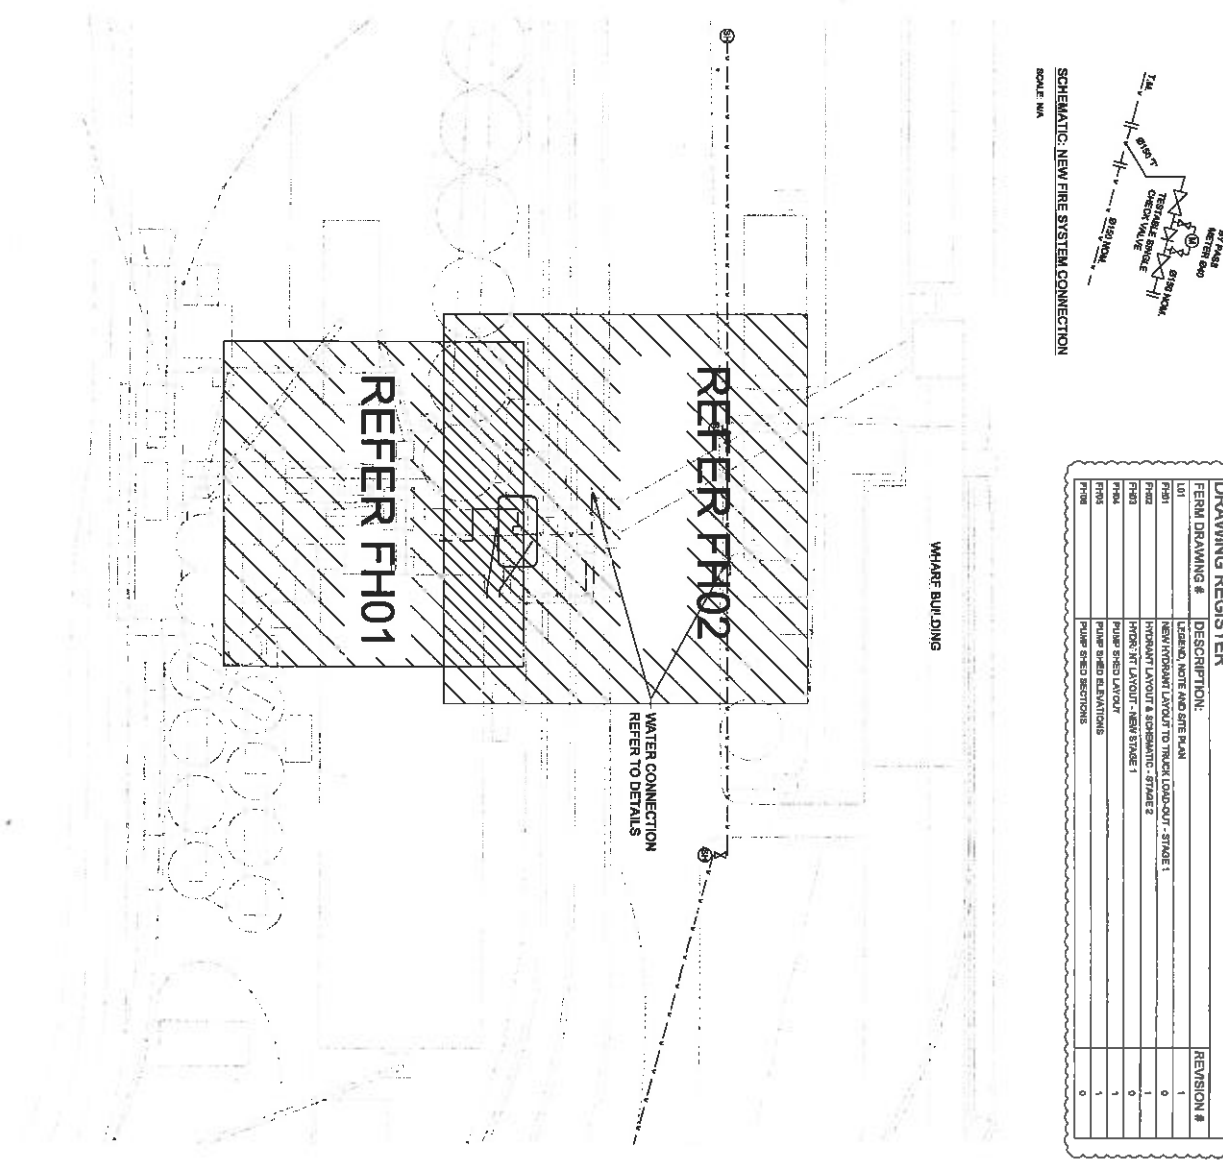 BY PASS
METER Ø40
T.M.
Ø150 'T'
M
TESTABLE SINGLE
CHECK VALVE
Ø150 NOM.
Ø150 NOM.
SCHEMATIC: NEW FIRE SYSTEM CONNECTION
SCALE: N/A
DRAWING REGISTER
FERM DRAWING # DESCRIPTION: REVISION #
L01 LEGEND, NOTE AND SITE PLAN 1
FH01 NEW HYDRANT LAYOUT TO TRUCK LOAD-OUT - STAGE 1 0
FH02 HYDRANT LAYOUT & SCHEMATIC - STAGE 2 1
FH03 HYDRANT LAYOUT - NEW STAGE 1 0
FH04 PUMP SHED LAYOUT 1
FH05 PUMP SHED ELEVATIONS 1
FH06 PUMP SHED SECTIONS 0
WHARF BUILDING
SH
REFER FH02
REFER FH01
WATER CONNECTION
REFER TO DETAILS
SH